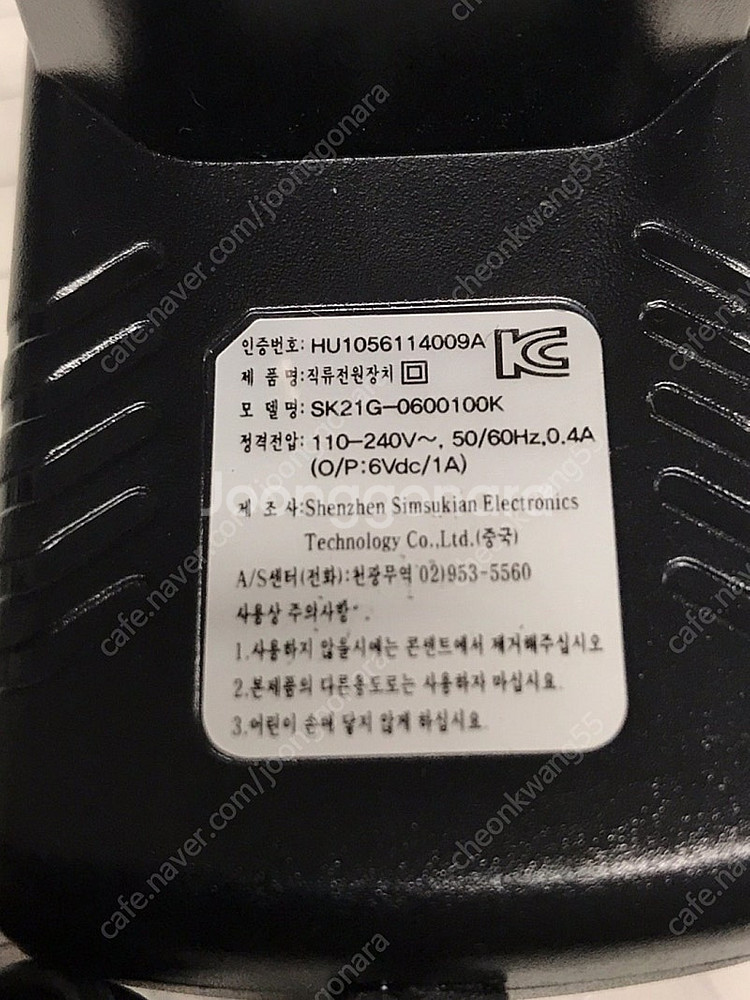 인증번호: HU1056114009A
제 품 명:직류전원장치
모 델 명: SK21G-0600100K
정격전압: 110-240V~, 50/60Hz,0.4A
(O/P:6Vdc/1A)
제 조 사:Shenzhen Simsukian Electronics
Technology Co.,Ltd.(중국)
A/S센터(전화):천광무역 02)953-5560
사용상 주의사항
1.사용하지 않을시에는 콘센트에서 제거해주십시오
2.본제품의 다른용도로는 사용하자 마십시요.
3.어린이 손에 닿지 않게 하십시요.
Joonggonara
cafe.naver.com/joonggonara
cheonkwang55